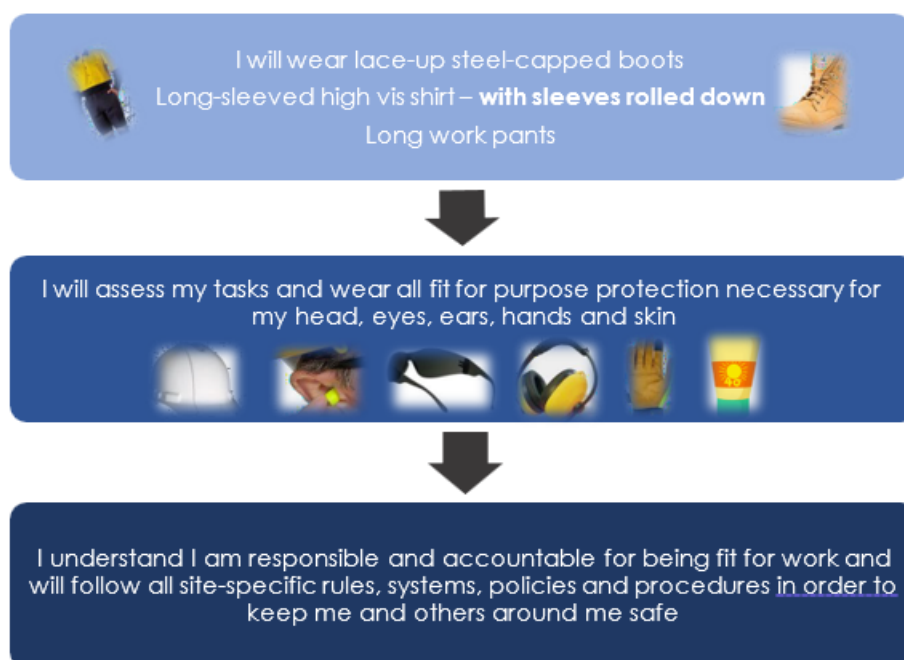 I will wear lace-up steel-capped boots
Long-sleeved high vis shirt – with sleeves rolled down
Long work pants
I will assess my tasks and wear all fit for purpose protection necessary for
my head, eyes, ears, hands and skin
40
I understand I am responsible and accountable for being fit for work and
will follow all site-specific rules, systems, policies and procedures in order to
keep me and others around me safe